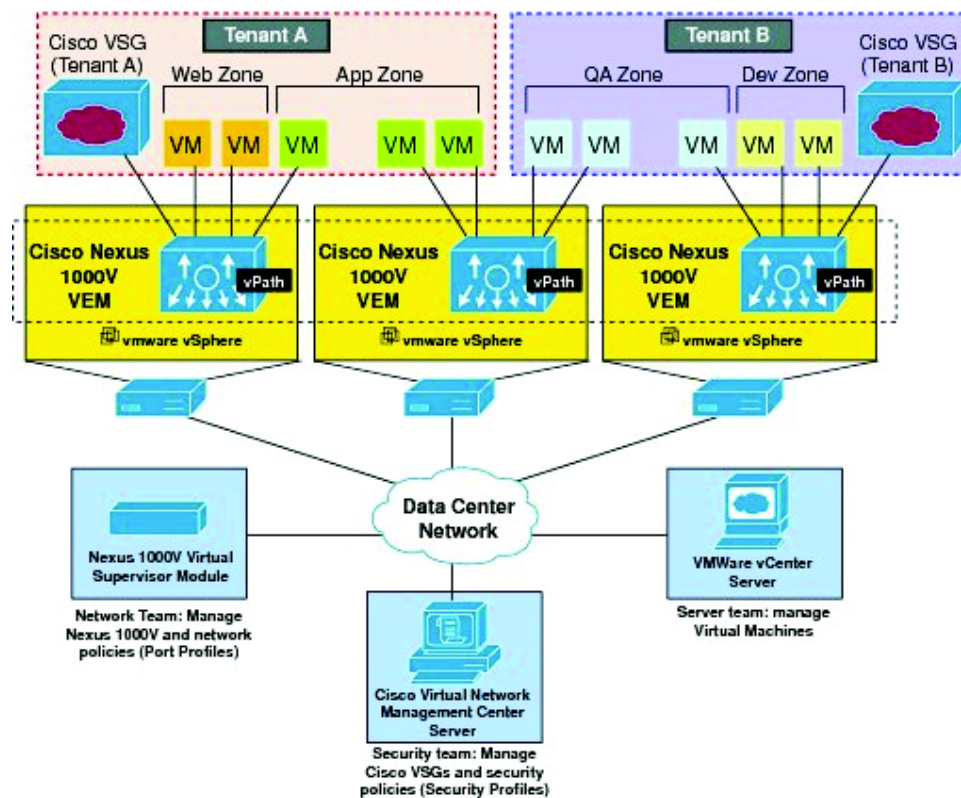 Tenant A
Tenant B
Cisco VSG
(Tenant A)
Web Zone
App Zone
QA Zone
Dev Zone
Cisco VSG
(Tenant B)
VM
VM
VM
VM
VM
VM
VM
VM
VM
VM
Cisco Nexus
1000V
VEM
vPath
vmware vSphere
Cisco Nexus
1000V
VEM
vPath
vmware vSphere
Cisco Nexus
1000V
VEM
vPath
vmware vSphere
Data Center
Network
Nexus 1000V Virtual
Supervisor Module
Network Team: Manage
Nexus 1000V and network
policies (Port Profiles)
VMWare vCenter
Server
Server team: manage
Virtual Machines
Cisco Virtual Network
Management Center
Server
Security team: Manage
Cisco VSGs and security
policies (Security Profiles)